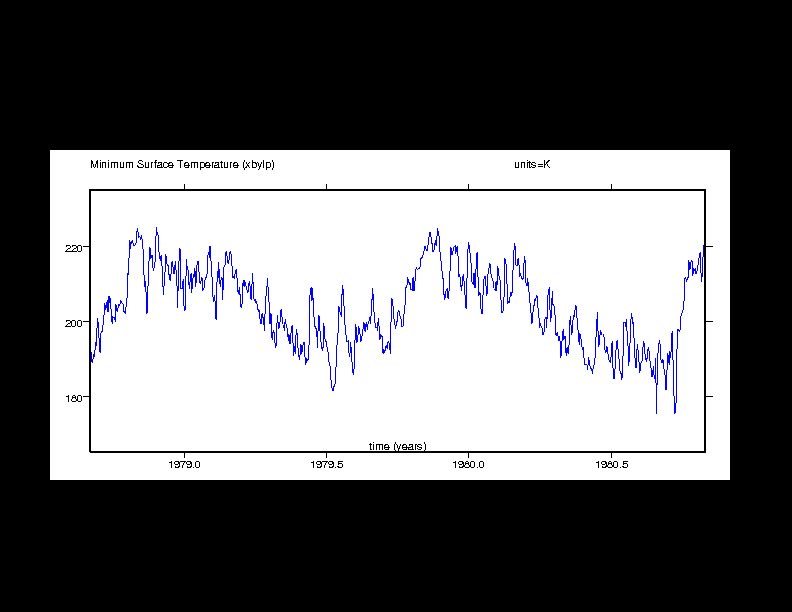 Minimum Surface Temperature (xbylp) units=K
220
200
180
time (years)
1979.0 1979.5 1980.0 1980.5